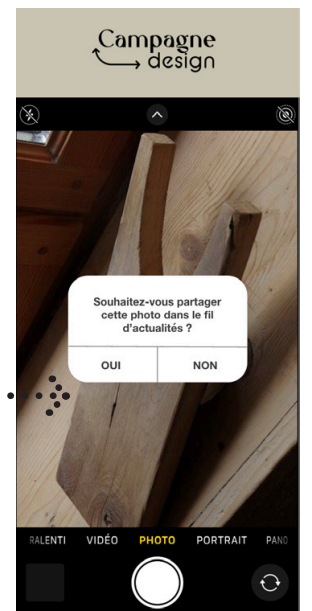 Campagne
design
Souhaitez-vous partager
cette photo dans le fil
d'actualités ?
OUI
NON
RALENTI VIDÉO PHOTO PORTRAIT PANO